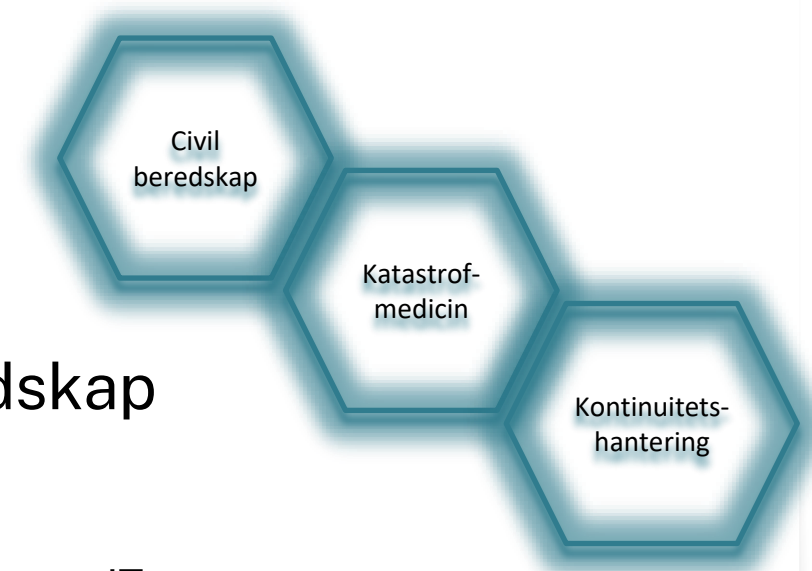 Civil
beredskap
Katastrof-
medicin
Kontinuitets-
hantering
dskap